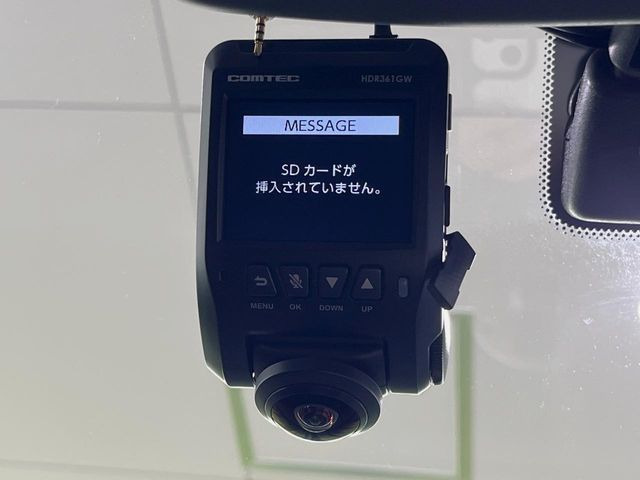 COMTEC HDR361GW
MESSAGE
SDカードが
挿入されていません。
MENU OK DOWN UP